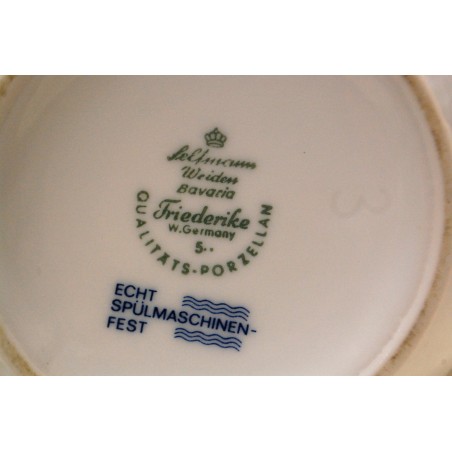 Seltmann
Weiden
Bavaria
Friederike
W.Germany
5··
QUALITÄTS-PORZELLAN
ECHT
SPÜLMASCHINEN-
FEST